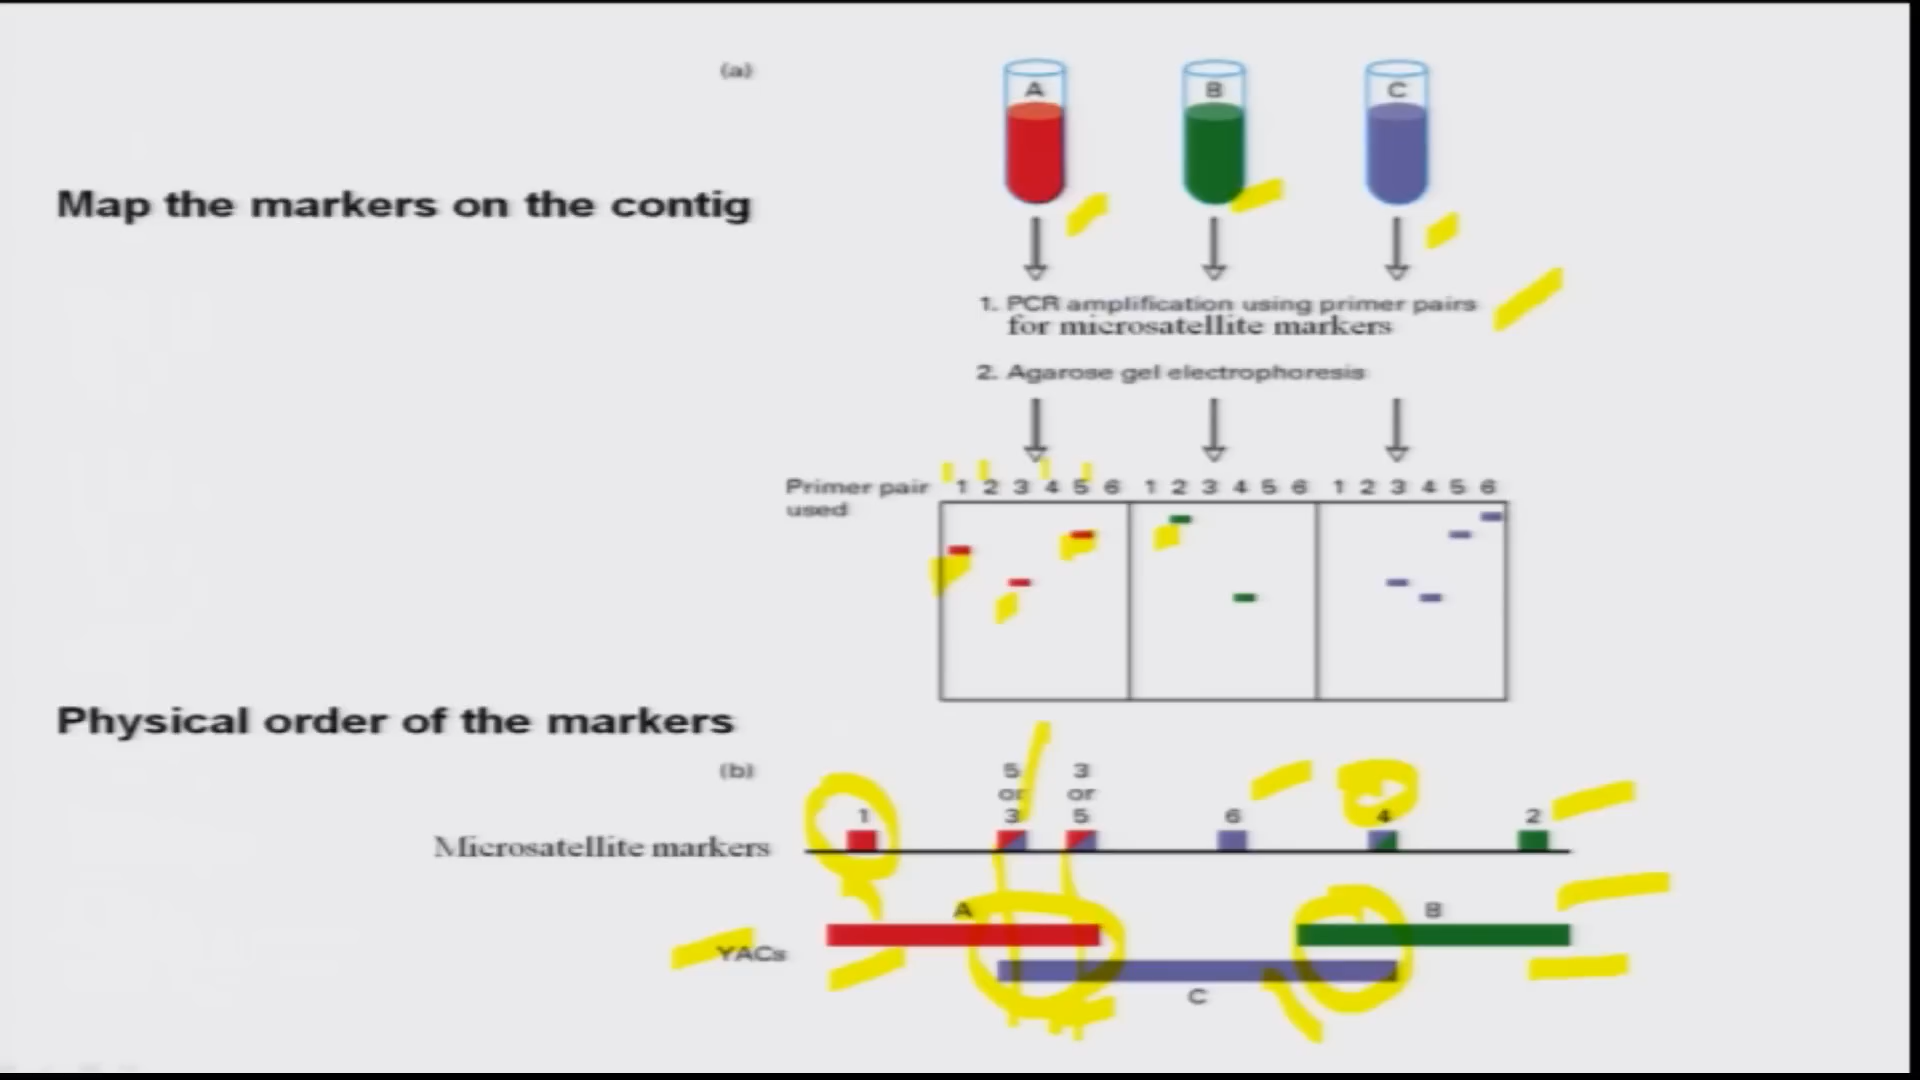 (a)
A B C
Map the markers on the contig
1. PCR amplification using primer pairs
for microsatellite markers
2. Agarose gel electrophoresis
Primer pair 1 2 3 4 5 6 1 2 3 4 5 6 1 2 3 4 5 6
used
Physical order of the markers
(b) 5 3
or or
1 3 5 6 4 2
Microsatellite markers
A B
YACs
C